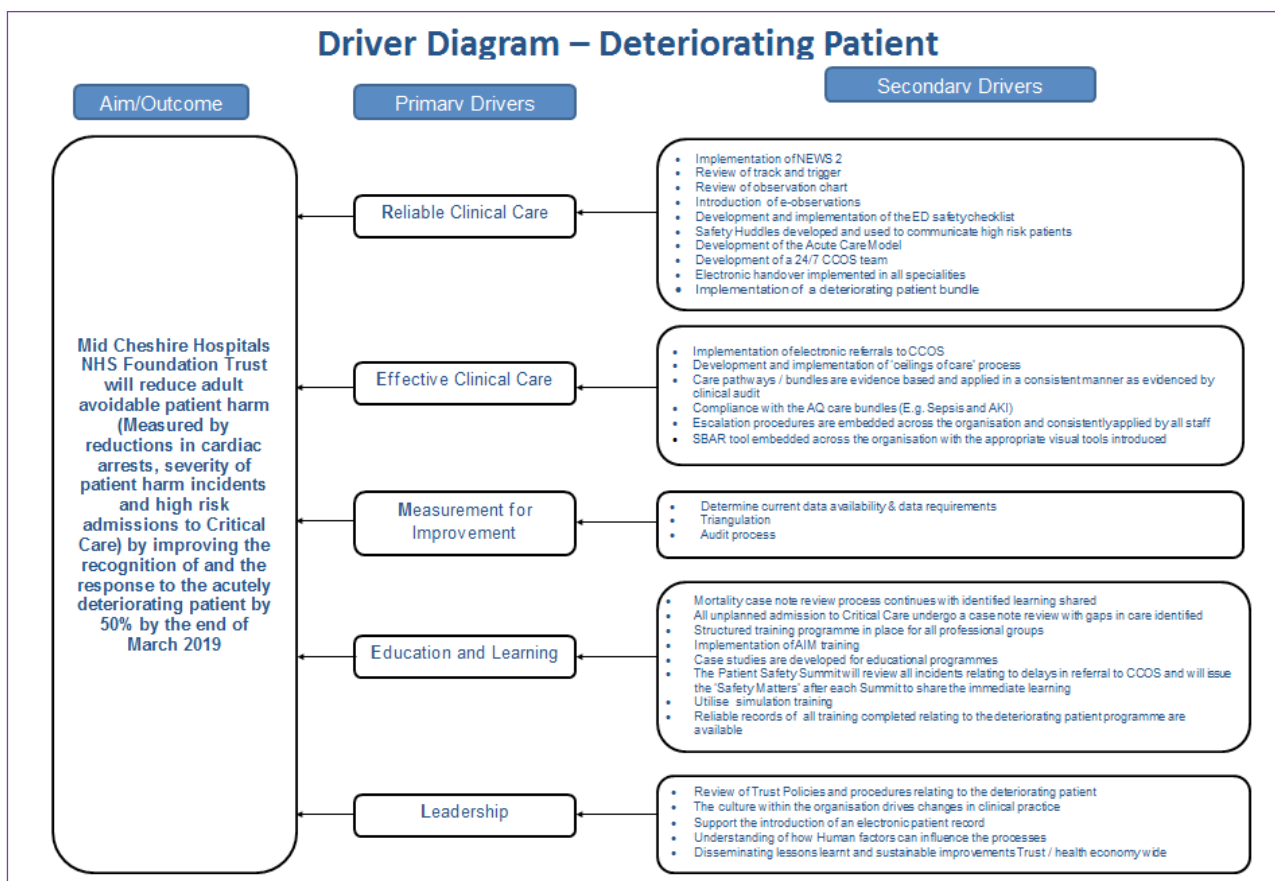 Driver Diagram – Deteriorating Patient
Aim/Outcome
Primary Drivers
Secondary Drivers
Mid Cheshire Hospitals
NHS Foundation Trust
will reduce adult
avoidable patient harm
(Measured by
reductions in cardiac
arrests, severity of
patient harm incidents
and high risk
admissions to Critical
Care) by improving the
recognition of and the
response to the acutely
deteriorating patient by
50% by the end of
March 2019
Reliable Clinical Care
• Implementation of NEWS 2
• Review of track and trigger
• Review of observation chart
• Introduction of e-observations
• Development and implementation of the ED safety checklist
• Safety Huddles developed and used to communicate high risk patients
• Development of the Acute Care Model
• Development of a 24/7 CCOS team
• Electronic handover implemented in all specialities
• Implementation of a deteriorating patient bundle
Effective Clinical Care
• Implementation of electronic referrals to CCOS
• Development and implementation of 'ceilings of care' process
• Care pathways / bundles are evidence based and applied in a consistent manner as evidenced by
clinical audit
• Compliance with the AQ care bundles (E.g. Sepsis and AKI)
• Escalation procedures are embedded across the organisation and consistently applied by all staff
• SBAR tool embedded across the organisation with the appropriate visual tools introduced
Measurement for
Improvement
• Determine current data availability & data requirements
• Triangulation
• Audit process
Education and Learning
• Mortality case note review process continues with identified learning shared
• All unplanned admission to Critical Care undergo a case note review with gaps in care identified
• Structured training programme in place for all professional groups
• Implementation of AIM training
• Case studies are developed for educational programmes
• The Patient Safety Summit will review all incidents relating to delays in referral to CCOS and will issue
the 'Safety Matters' after each Summit to share the immediate learning
• Utilise simulation training
• Reliable records of all training completed relating to the deteriorating patient programme are
available
Leadership
• Review of Trust Policies and procedures relating to the deteriorating patient
• The culture within the organisation drives changes in clinical practice
• Support the introduction of an electronic patient record
• Understanding of how Human factors can influence the processes
• Disseminating lessons learnt and sustainable improvements Trust / health economy wide